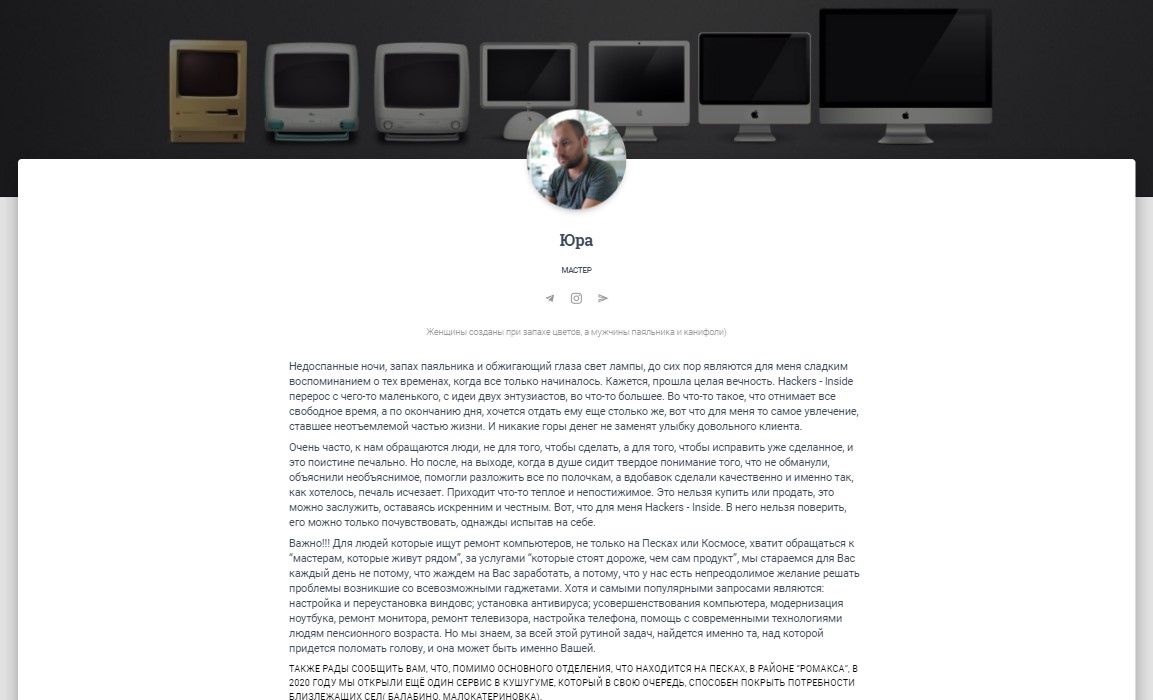 Юра
МАСТЕР
Женщины созданы при запахе цветов, а мужчины паяльника и канифоли)
Недоспанные ночи, запах паяльника и обжигающий глаза свет лампы, до сих пор являются для меня сладким
воспоминанием о тех временах, когда все только начиналось. Кажется, прошла целая вечность. Hackers - Inside
перерос с чего-то маленького, с идеи двух энтузиастов, во что-то большее. Во что-то такое, что отнимает все
свободное время, а по окончанию дня, хочется отдать ему еще столько же, вот что для меня то самое увлечение,
ставшее неотъемлемой частью жизни. И никакие горы денег не заменят улыбку довольного клиента.
Очень часто, к нам обращаются люди, не для того, чтобы сделать, а для того, чтобы исправить уже сделанное, и
это поистине печально. Но после, на выходе, когда в душе сидит твердое понимание того, что не обманули,
объяснили необъяснимое, помогли разложить все по полочкам, а вдобавок сделали качественно и именно так,
как хотелось, печаль исчезает. Приходит что-то теплое и непостижимое. Это нельзя купить или продать, это
можно заслужить, оставаясь искренним и честным. Вот, что для меня Hackers - Inside. В него нельзя поверить,
его можно только почувствовать, однажды испытав на себе.
Важно!!! Для людей которые ищут ремонт компьютеров, не только на Песках или Космосе, хватит обращаться к
“мастерам, которые живут рядом”, за услугами “которые стоят дороже, чем сам продукт”, мы стараемся для Вас
каждый день не потому, что жаждем на Вас заработать, а потому, что у нас есть непреодолимое желание решать
проблемы возникшие со всевозможными гаджетами. Хотя и самыми популярными запросами являются:
настройка и переустановка виндовс; установка антивируса; усовершенствования компьютера, модернизация
ноутбука, ремонт монитора, ремонт телевизора, настройка телефона, помощь с современными технологиями
людям пенсионного возраста. Но мы знаем, за всей этой рутиной задач, найдется именно та, над которой
придется поломать голову, и она может быть именно Вашей.
ТАКЖЕ РАДЫ СООБЩИТЬ ВАМ, ЧТО, ПОМИМО ОСНОВНОГО ОТДЕЛЕНИЯ, ЧТО НАХОДИТСЯ НА ПЕСКАХ, В РАЙОНЕ “РОМАКСА”, В
2020 ГОДУ МЫ ОТКРЫЛИ ЕЩЁ ОДИН СЕРВИС В КУШУГУМЕ, КОТОРЫЙ В СВОЮ ОЧЕРЕДЬ, СПОСОБЕН ПОКРЫТЬ ПОТРЕБНОСТИ
БЛИЗЛЕЖАЩИХ СЕЛ( БАЛАБИНО, МАЛОКАТЕРИНОВКА).